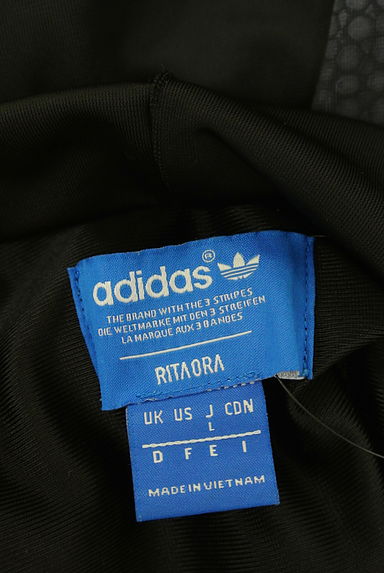 adidas®
THE BRAND WITH THE 3 STRIPES
DIE WELTMARKE MIT DEN 3 STREIFEN
LA MARQUE AUX 3 BANDES
RITA ORA
UK US J CDN
L
D F E I
MADE IN VIETNAM